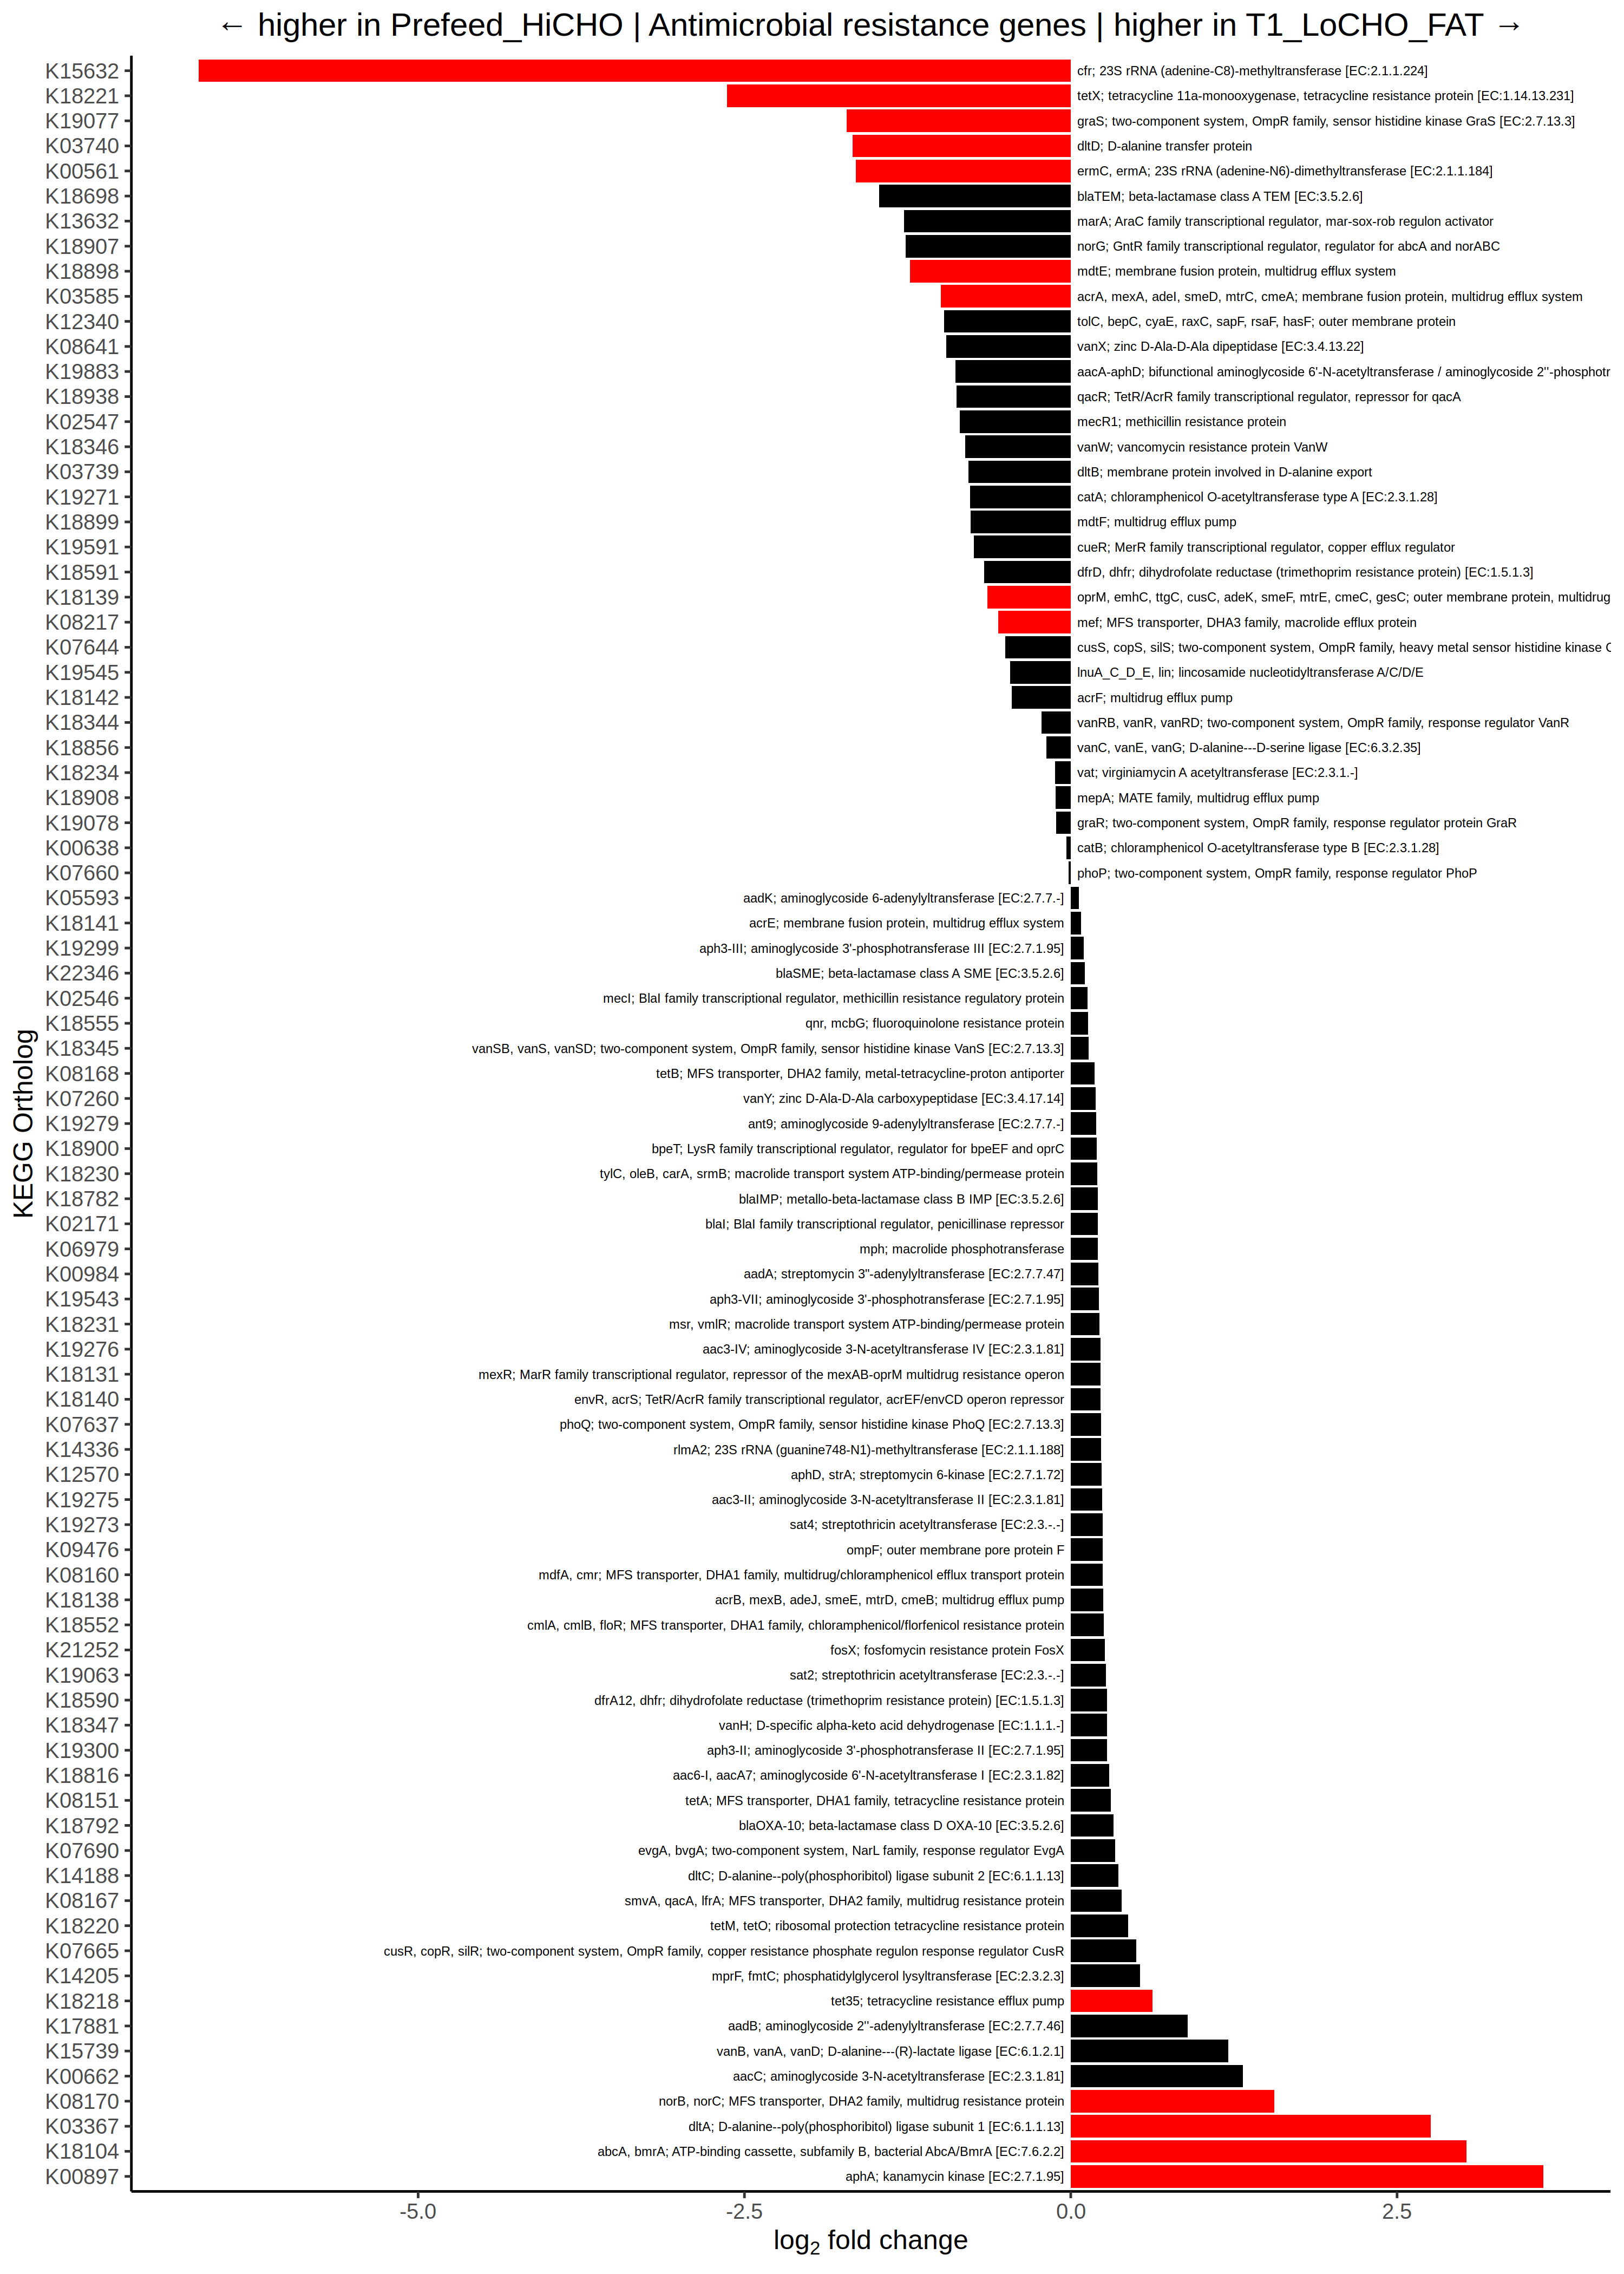 ← higher in Prefeed_HiCHO | Antimicrobial resistance genes | higher in T1_LoCHO_FAT →
K15632 cfr; 23S rRNA (adenine-C8)-methyltransferase [EC:2.1.1.224]
K18221 tetX; tetracycline 11a-monooxygenase, tetracycline resistance protein [EC:1.14.13.231]
K19077 graS; two-component system, OmpR family, sensor histidine kinase GraS [EC:2.7.13.3]
K03740 dltD; D-alanine transfer protein
K00561 ermC, ermA; 23S rRNA (adenine-N6)-dimethyltransferase [EC:2.1.1.184]
K18698 blaTEM; beta-lactamase class A TEM [EC:3.5.2.6]
K13632 marA; AraC family transcriptional regulator, mar-sox-rob regulon activator
K18907 norG; GntR family transcriptional regulator, regulator for abcA and norABC
K18898 mdtE; membrane fusion protein, multidrug efflux system
K03585 acrA, mexA, adeI, smeD, mtrC, cmeA; membrane fusion protein, multidrug efflux system
K12340 tolC, bepC, cyaE, raxC, sapF, rsaF, hasF; outer membrane protein
K08641 vanX; zinc D-Ala-D-Ala dipeptidase [EC:3.4.13.22]
K19883 aacA-aphD; bifunctional aminoglycoside 6'-N-acetyltransferase / aminoglycoside 2''-phosphotr
K18938 qacR; TetR/AcrR family transcriptional regulator, repressor for qacA
K02547 mecR1; methicillin resistance protein
K18346 vanW; vancomycin resistance protein VanW
K03739 dltB; membrane protein involved in D-alanine export
K19271 catA; chloramphenicol O-acetyltransferase type A [EC:2.3.1.28]
K18899 mdtF; multidrug efflux pump
K19591 cueR; MerR family transcriptional regulator, copper efflux regulator
K18591 dfrD, dhfr; dihydrofolate reductase (trimethoprim resistance protein) [EC:1.5.1.3]
K18139 oprM, emhC, ttgC, cusC, adeK, smeF, mtrE, cmeC, gesC; outer membrane protein, multidrug
K08217 mef; MFS transporter, DHA3 family, macrolide efflux protein
K07644 cusS, copS, silS; two-component system, OmpR family, heavy metal sensor histidine kinase C
K19545 lnuA_C_D_E, lin; lincosamide nucleotidyltransferase A/C/D/E
K18142 acrF; multidrug efflux pump
K18344 vanRB, vanR, vanRD; two-component system, OmpR family, response regulator VanR
K18856 vanC, vanE, vanG; D-alanine---D-serine ligase [EC:6.3.2.35]
K18234 vat; virginiamycin A acetyltransferase [EC:2.3.1.-]
K18908 mepA; MATE family, multidrug efflux pump
K19078 graR; two-component system, OmpR family, response regulator protein GraR
K00638 catB; chloramphenicol O-acetyltransferase type B [EC:2.3.1.28]
K07660 phoP; two-component system, OmpR family, response regulator PhoP
K05593 aadK; aminoglycoside 6-adenylyltransferase [EC:2.7.7.-]
K18141 acrE; membrane fusion protein, multidrug efflux system
K19299 aph3-III; aminoglycoside 3'-phosphotransferase III [EC:2.7.1.95]
K22346 blaSME; beta-lactamase class A SME [EC:3.5.2.6]
K02546 mecI; BlaI family transcriptional regulator, methicillin resistance regulatory protein
K18555 qnr, mcbG; fluoroquinolone resistance protein
K18345 vanSB, vanS, vanSD; two-component system, OmpR family, sensor histidine kinase VanS [EC:2.7.13.3]
K08168 tetB; MFS transporter, DHA2 family, metal-tetracycline-proton antiporter
K07260 vanY; zinc D-Ala-D-Ala carboxypeptidase [EC:3.4.17.14]
K19279 ant9; aminoglycoside 9-adenylyltransferase [EC:2.7.7.-]
K18900 bpeT; LysR family transcriptional regulator, regulator for bpeEF and oprC
K18230 tylC, oleB, carA, srmB; macrolide transport system ATP-binding/permease protein
K18782 blaIMP; metallo-beta-lactamase class B IMP [EC:3.5.2.6]
K02171 blaI; BlaI family transcriptional regulator, penicillinase repressor
K06979 mph; macrolide phosphotransferase
K00984 aadA; streptomycin 3"-adenylyltransferase [EC:2.7.7.47]
K19543 aph3-VII; aminoglycoside 3'-phosphotransferase [EC:2.7.1.95]
K18231 msr, vmlR; macrolide transport system ATP-binding/permease protein
K19276 aac3-IV; aminoglycoside 3-N-acetyltransferase IV [EC:2.3.1.81]
K18131 mexR; MarR family transcriptional regulator, repressor of the mexAB-oprM multidrug resistance operon
K18140 envR, acrS; TetR/AcrR family transcriptional regulator, acrEF/envCD operon repressor
K07637 phoQ; two-component system, OmpR family, sensor histidine kinase PhoQ [EC:2.7.13.3]
K14336 rlmA2; 23S rRNA (guanine748-N1)-methyltransferase [EC:2.1.1.188]
K12570 aphD, strA; streptomycin 6-kinase [EC:2.7.1.72]
K19275 aac3-II; aminoglycoside 3-N-acetyltransferase II [EC:2.3.1.81]
K19273 sat4; streptothricin acetyltransferase [EC:2.3.-.-]
K09476 ompF; outer membrane pore protein F
K08160 mdfA, cmr; MFS transporter, DHA1 family, multidrug/chloramphenicol efflux transport protein
K18138 acrB, mexB, adeJ, smeE, mtrD, cmeB; multidrug efflux pump
K18552 cmlA, cmlB, floR; MFS transporter, DHA1 family, chloramphenicol/florfenicol resistance protein
K21252 fosX; fosfomycin resistance protein FosX
K19063 sat2; streptothricin acetyltransferase [EC:2.3.-.-]
K18590 dfrA12, dhfr; dihydrofolate reductase (trimethoprim resistance protein) [EC:1.5.1.3]
K18347 vanH; D-specific alpha-keto acid dehydrogenase [EC:1.1.1.-]
K19300 aph3-II; aminoglycoside 3'-phosphotransferase II [EC:2.7.1.95]
K18816 aac6-I, aacA7; aminoglycoside 6'-N-acetyltransferase I [EC:2.3.1.82]
K08151 tetA; MFS transporter, DHA1 family, tetracycline resistance protein
K18792 blaOXA-10; beta-lactamase class D OXA-10 [EC:3.5.2.6]
K07690 evgA, bvgA; two-component system, NarL family, response regulator EvgA
K14188 dltC; D-alanine--poly(phosphoribitol) ligase subunit 2 [EC:6.1.1.13]
K08167 smvA, qacA, lfrA; MFS transporter, DHA2 family, multidrug resistance protein
K18220 tetM, tetO; ribosomal protection tetracycline resistance protein
K07665 cusR, copR, silR; two-component system, OmpR family, copper resistance phosphate regulon response regulator CusR
K14205 mprF, fmtC; phosphatidylglycerol lysyltransferase [EC:2.3.2.3]
K18218 tet35; tetracycline resistance efflux pump
K17881 aadB; aminoglycoside 2''-adenylyltransferase [EC:2.7.7.46]
K15739 vanB, vanA, vanD; D-alanine---(R)-lactate ligase [EC:6.1.2.1]
K00662 aacC; aminoglycoside 3-N-acetyltransferase [EC:2.3.1.81]
K08170 norB, norC; MFS transporter, DHA2 family, multidrug resistance protein
K03367 dltA; D-alanine--poly(phosphoribitol) ligase subunit 1 [EC:6.1.1.13]
K18104 abcA, bmrA; ATP-binding cassette, subfamily B, bacterial AbcA/BmrA [EC:7.6.2.2]
K00897 aphA; kanamycin kinase [EC:2.7.1.95]
KEGG Ortholog
-5.0 -2.5 0.0 2.5
log2 fold change